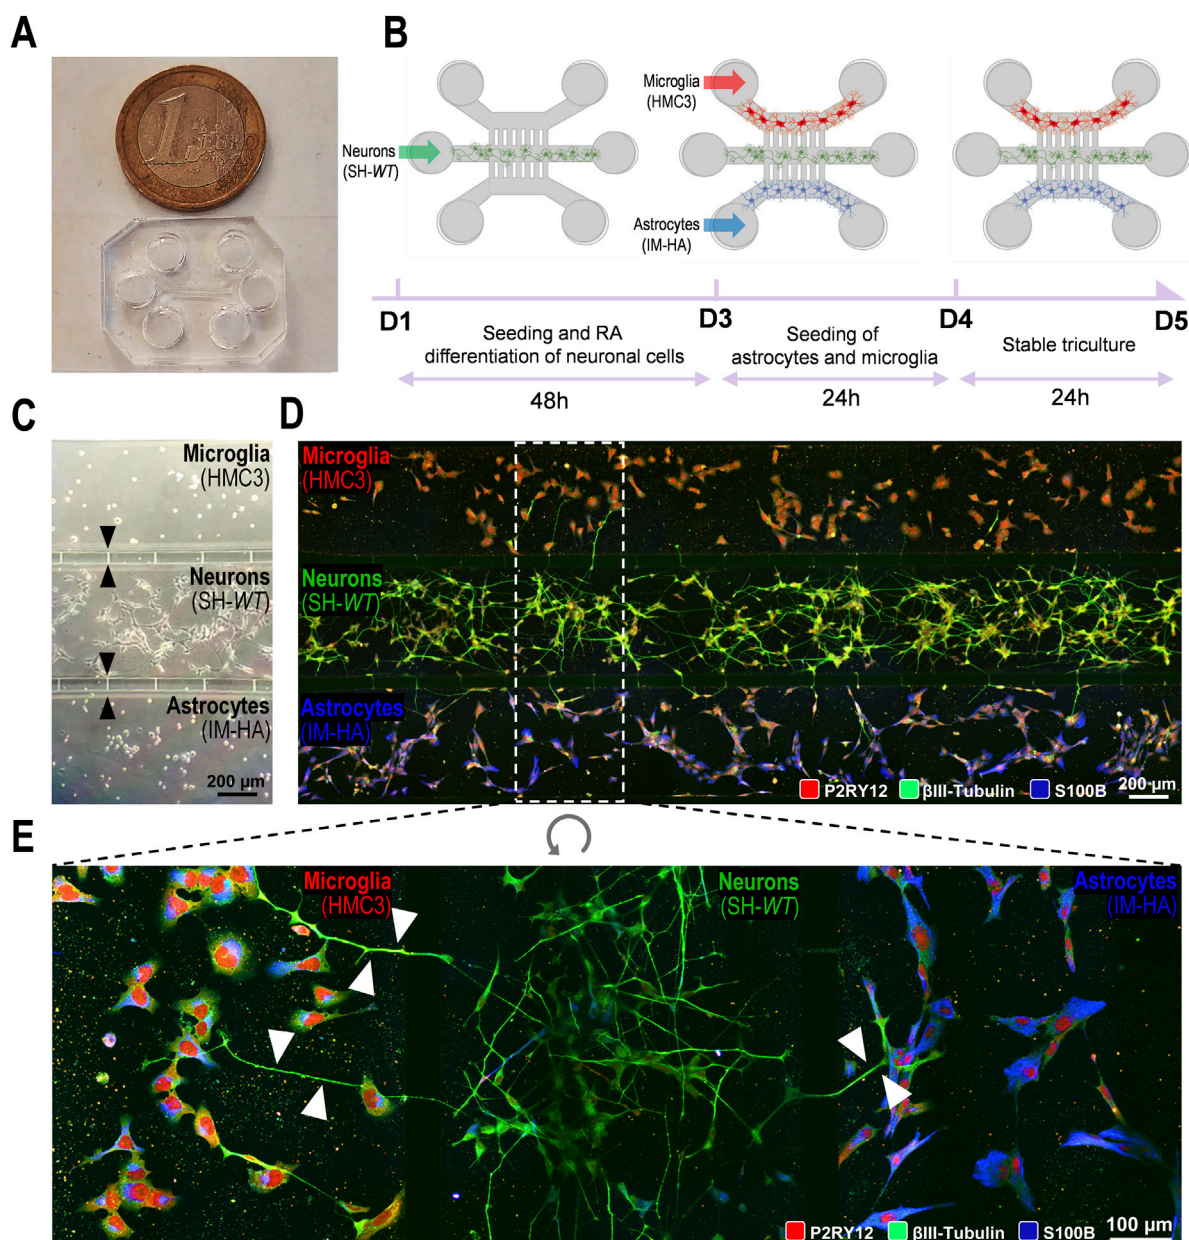 A
1
EURO
B
Microglia
(HMC3)
Neurons
(SH-WT)
Astrocytes
(IM-HA)
D1
D3
D4
D5
Seeding and RA
differentiation of neuronal cells
Seeding of
astrocytes and microglia
Stable triculture
48h
24h
24h
C
Microglia
(HMC3)
Neurons
(SH-WT)
Astrocytes
(IM-HA)
200 µm
D
Microglia
(HMC3)
Neurons
(SH-WT)
Astrocytes
(IM-HA)
P2RY12
βIII-Tubulin
S100B
200 µm
E
Microglia
(HMC3)
Neurons
(SH-WT)
Astrocytes
(IM-HA)
P2RY12
βIII-Tubulin
S100B
100 µm